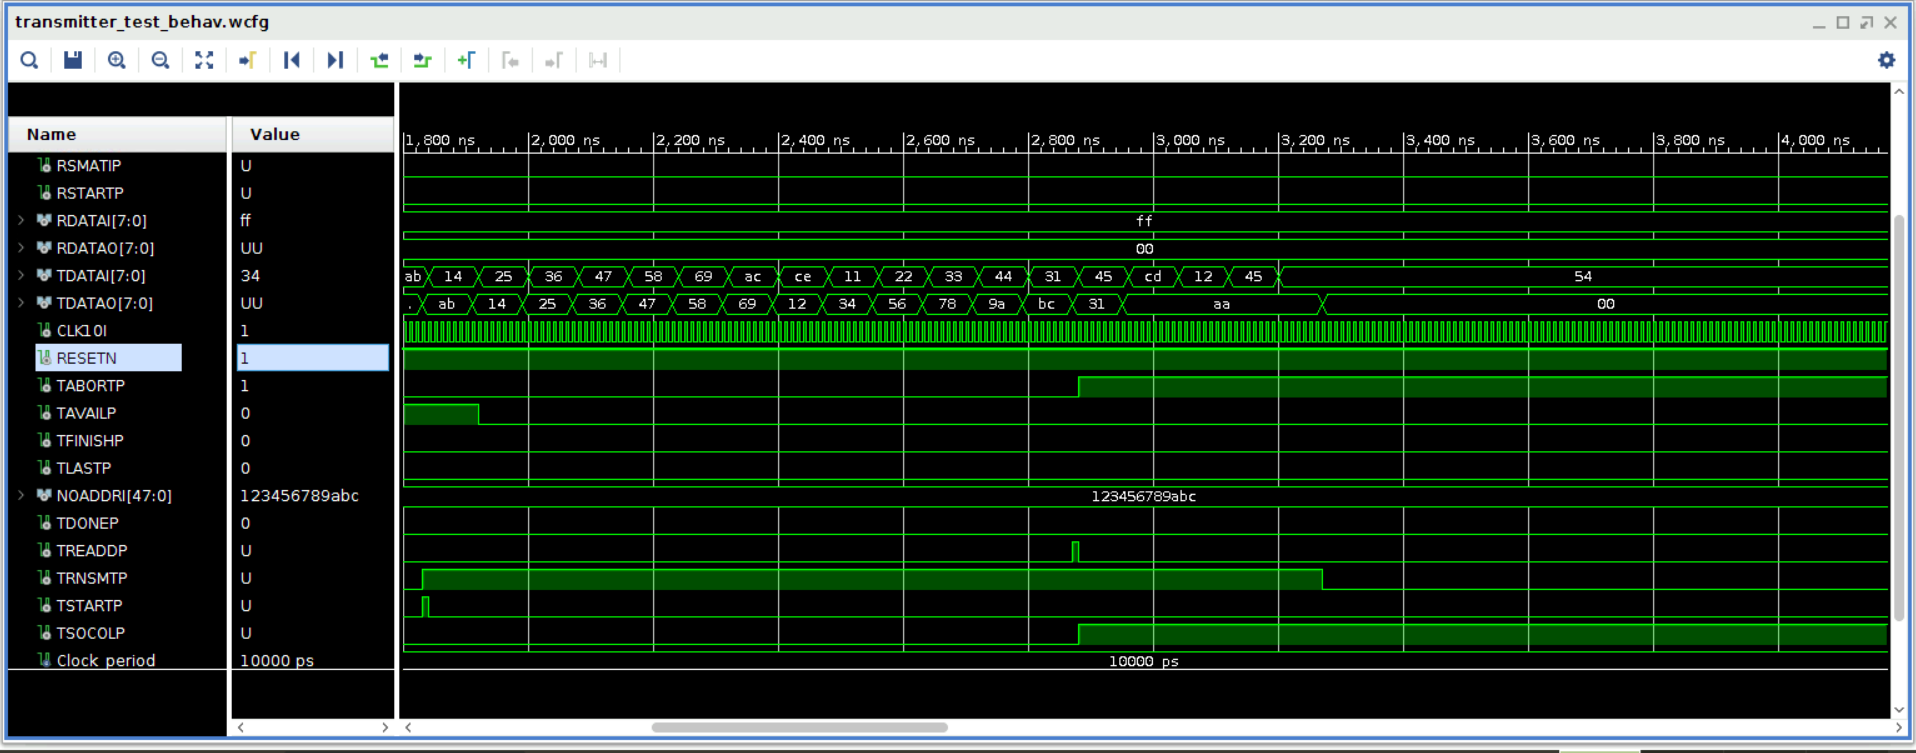 transmitter_test_behav.wcfg
Name Value
1,800 ns 2,000 ns 2,200 ns 2,400 ns 2,600 ns 2,800 ns 3,000 ns 3,200 ns 3,400 ns 3,600 ns 3,800 ns 4,000 ns
RSMATIP U
RSTARTP U
RDATAI[7:0] ff ff
RDATAO[7:0] UU 00
TDATAI[7:0] 34 ab 14 25 36 47 58 69 ac ce 11 22 33 44 31 45 cd 12 45 54
TDATAO[7:0] UU . ab 14 25 36 47 58 69 12 34 56 78 9a bc 31 aa 00
CLK10I 1
RESETN 1
TABORTP 1
TAVAILP 0
TFINISHP 0
TLASTP 0
NOADDRI[47:0] 123456789abc 123456789abc
TDONEP 0
TREADDP U
TRNSMTP U
TSTARTP U
TSOCOLP U
Clock period 10000 ps 10000 ps